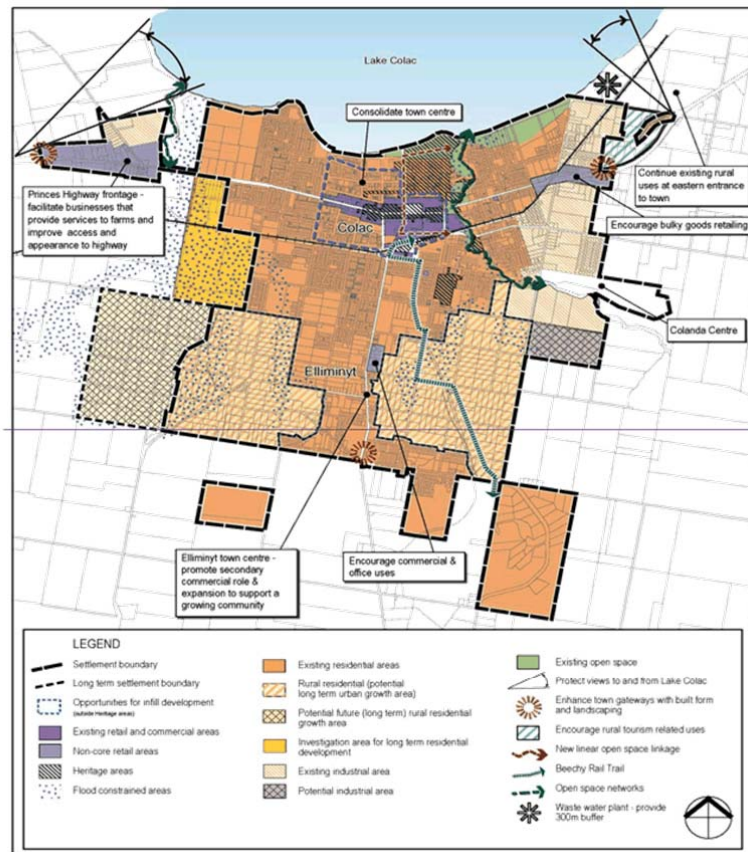 Lake Colac
Consolidate town centre
Princes Highway frontage -
facilitate businesses that
provide services to farms and
improve access and
appearance to highway
Continue existing rural
uses at eastern entrance
to town
Encourage bulky goods retailing
Colac
Colanda Centre
Elliminyt
Elliminyt town centre -
promote secondary
commercial role &
expansion to support a
growing community
Encourage commercial &
office uses
LEGEND
Settlement boundary
Long term settlement boundary
Opportunities for infill development
(outside Heritage areas)
Existing retail and commercial areas
Non-core retail areas
Heritage areas
Flood constrained areas
Existing residential areas
Rural residential (potential
long term urban growth area)
Potential future (long term) rural residential
growth area
Investigation area for long term residential
development
Existing industrial area
Potential industrial area
Existing open space
Protect views to and from Lake Colac
Enhance town gateways with built form
and landscaping
Encourage rural tourism related uses
New linear open space linkage
Beechy Rail Trail
Open space networks
Waste water plant - provide
300m buffer